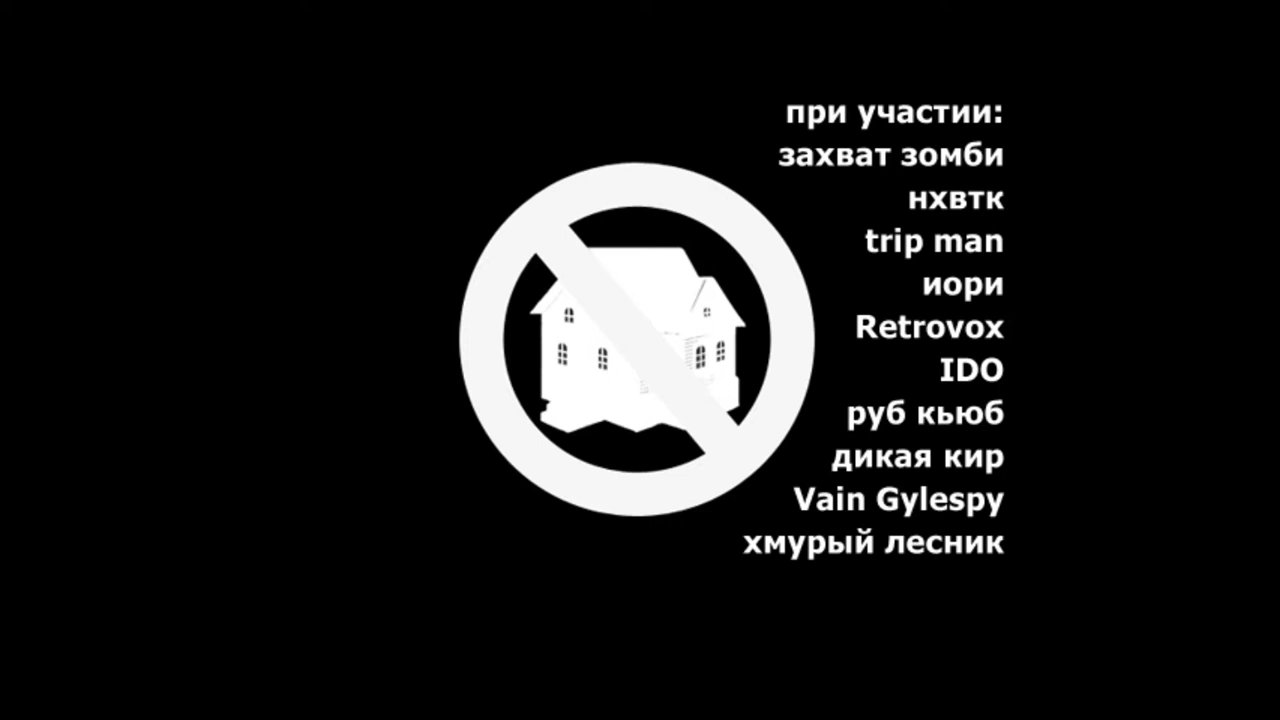 при участии:
захват зомби
нхвтк
trip man
иори
Retrovox
IDO
руб кьюб
дикая кир
Vain Gylespy
хмурый лесник